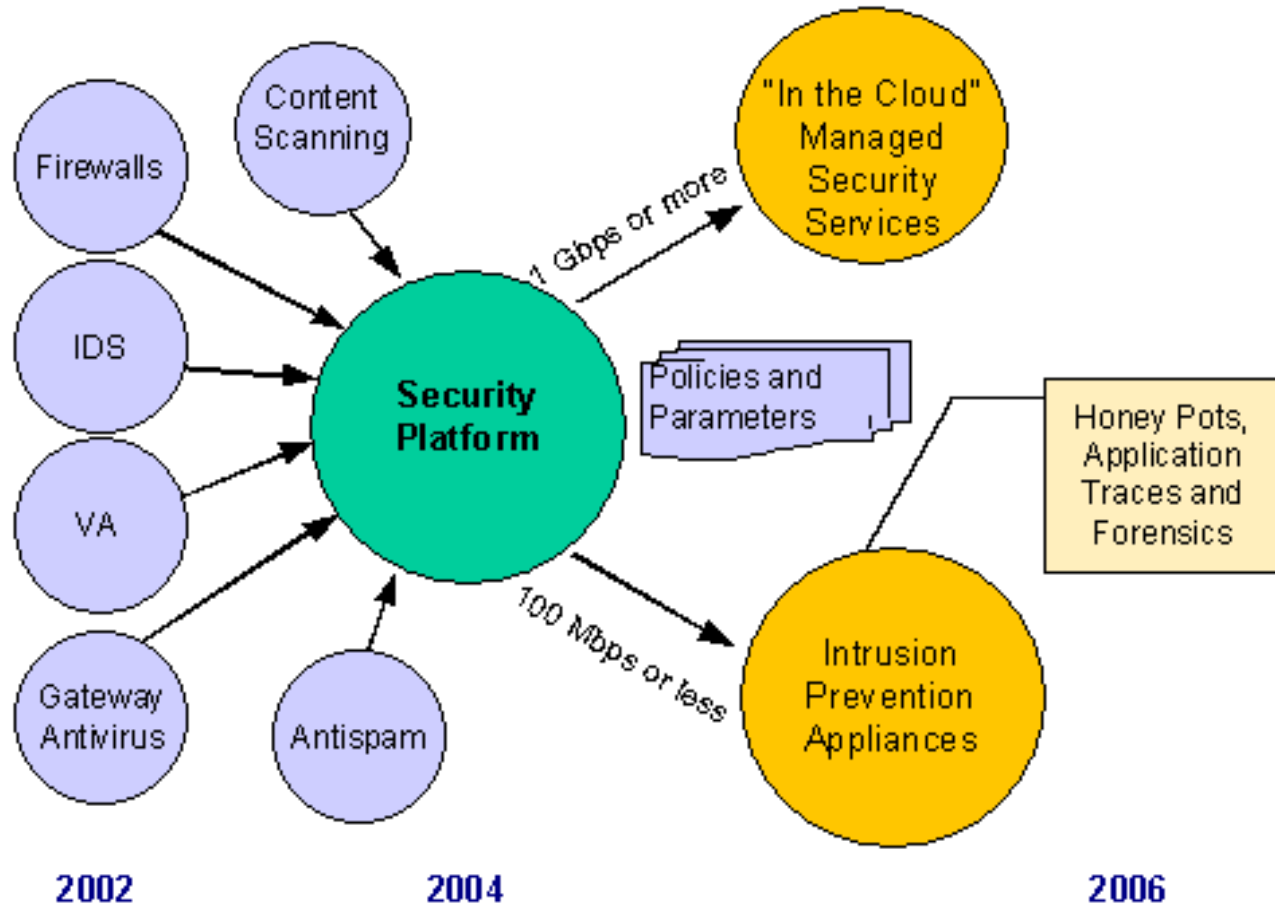 Content
Scanning
Firewalls
IDS
VA
Gateway
Antivirus
Antispam
Security
Platform
1 Gbps or more
"In the Cloud"
Managed
Security
Services
Policies and
Parameters
100 Mbps or less
Honey Pots,
Application
Traces and
Forensics
Intrusion
Prevention
Appliances
2002
2004
2006